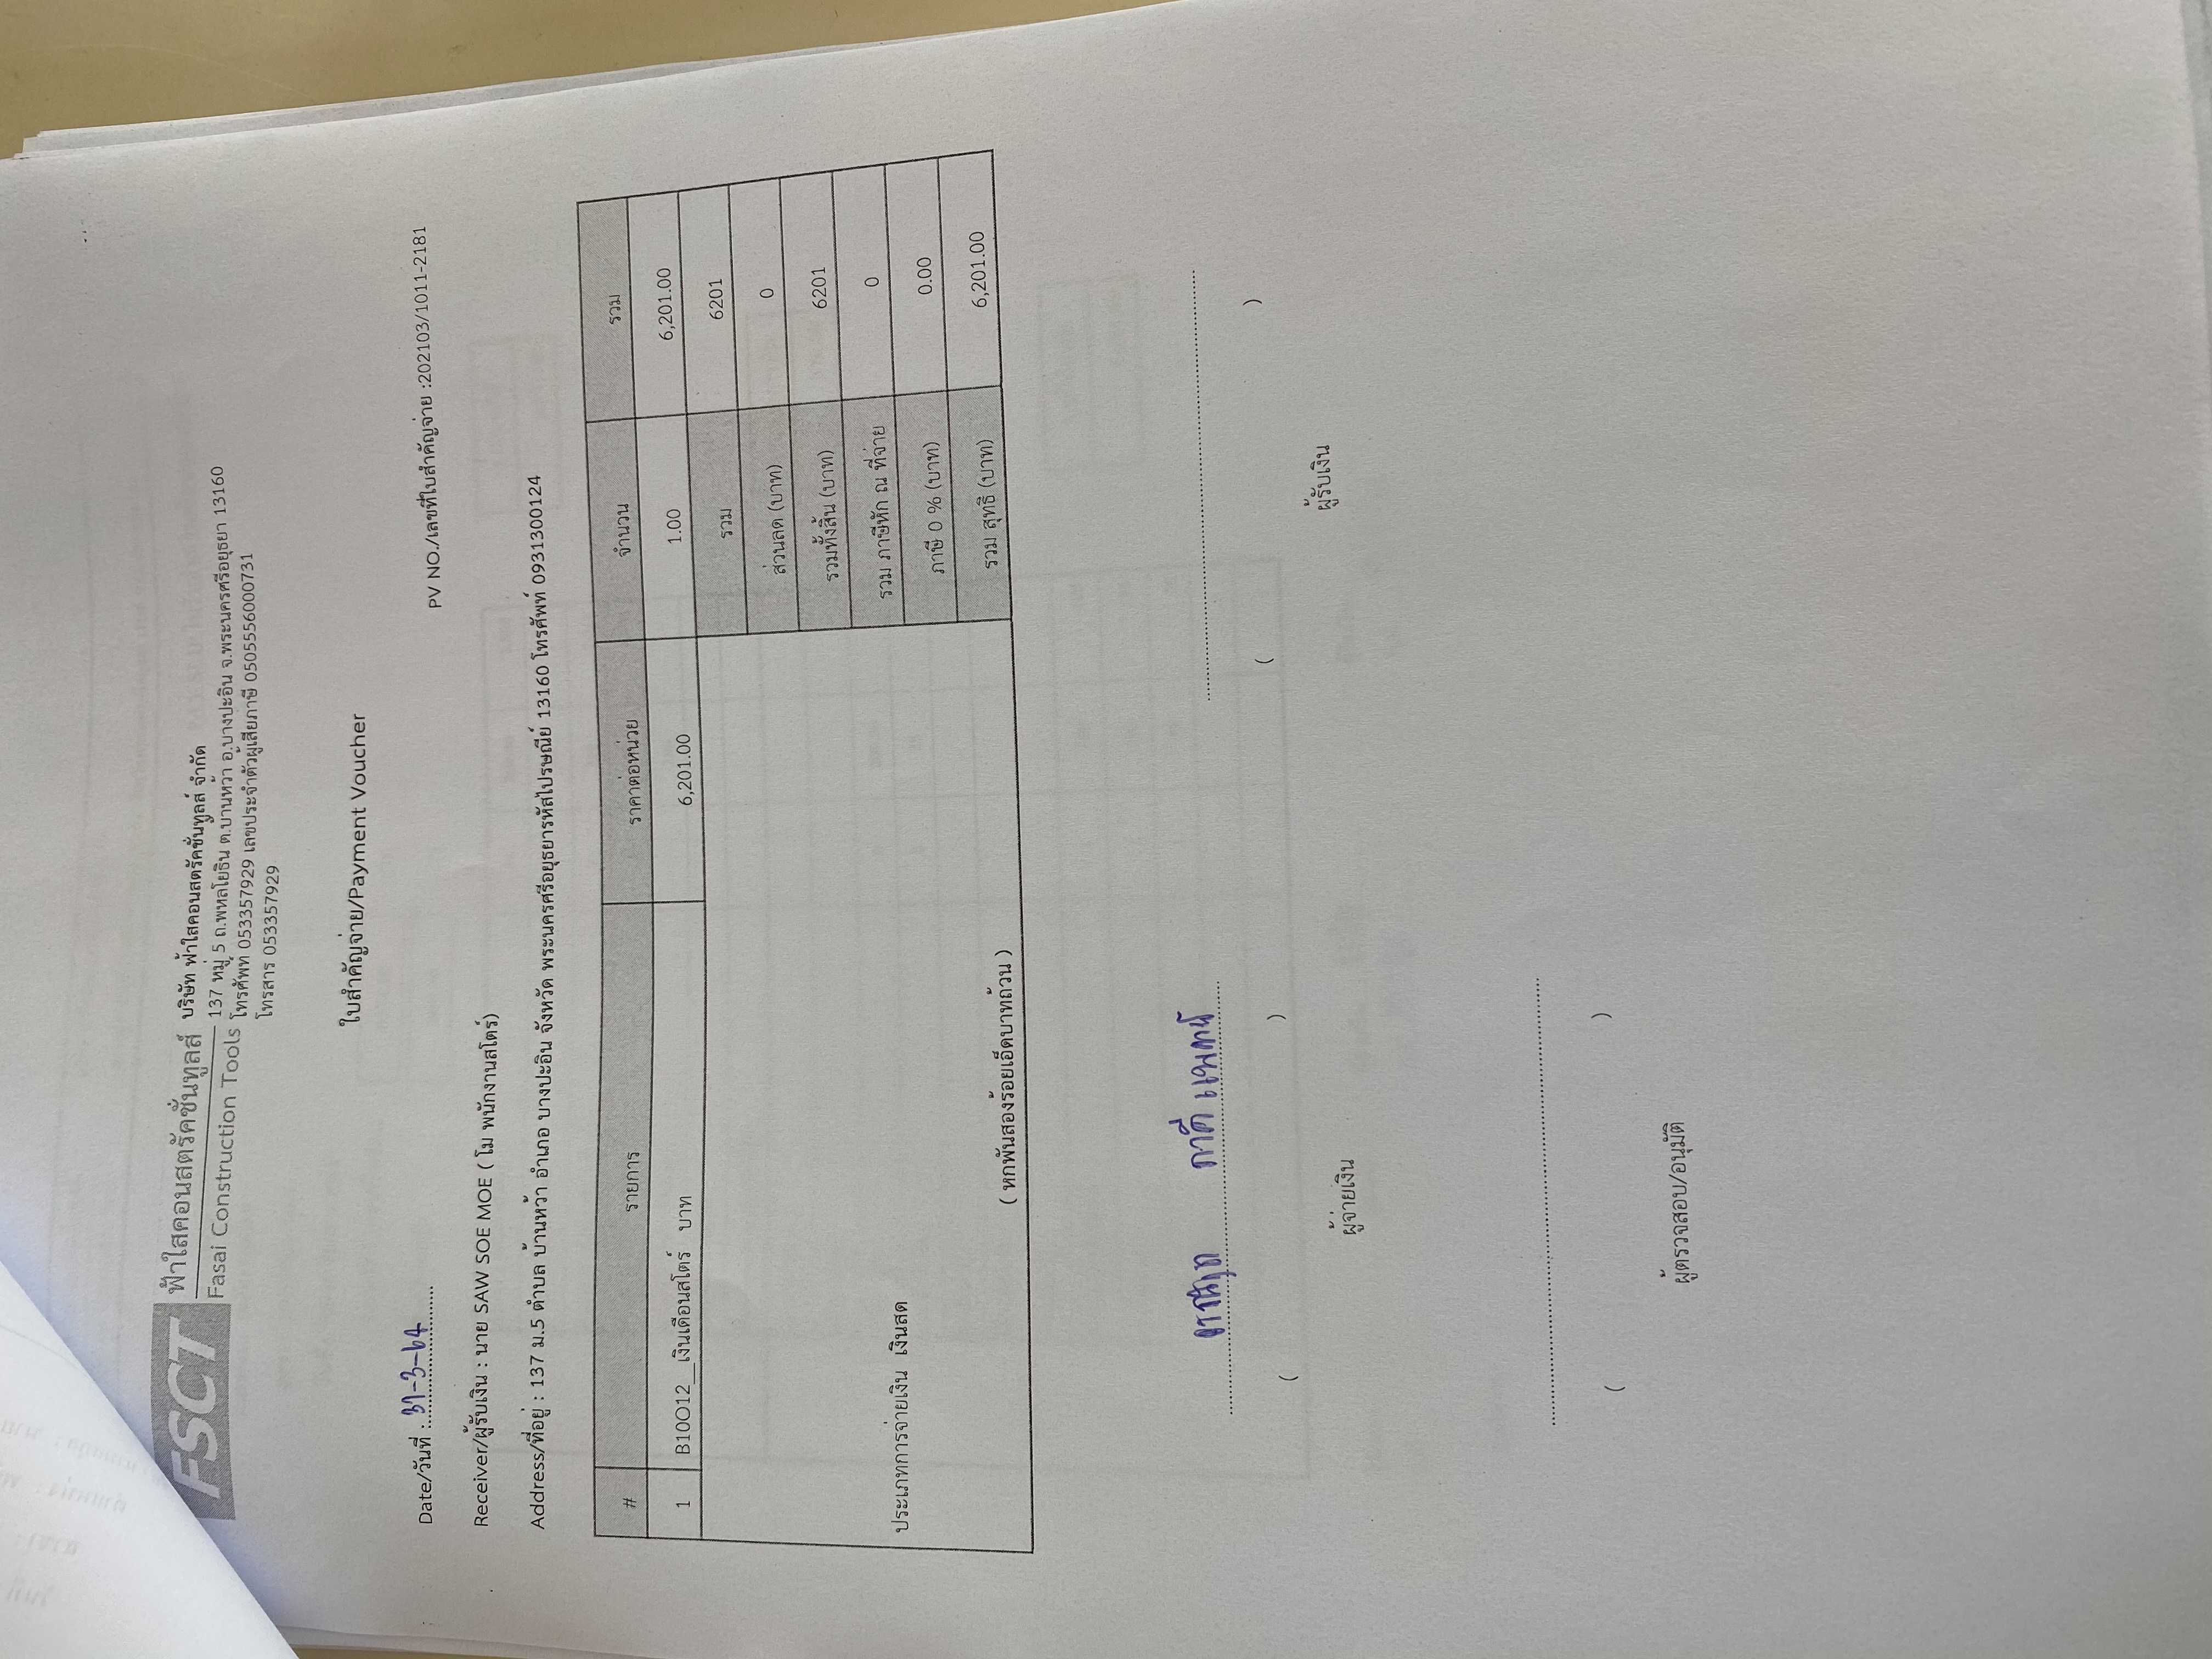 FSCT
ฟ้าใสคอนสตรัคชั่นทูลส์
Fasai Construction Tools
บริษัท ฟ้าใสคอนสตรัคชั่นทูลส์ จำกัด
137 หมู่ 5 ถ.พหลโยธิน ต.บ้านหว้า อ.บางปะอิน จ.พระนครศรีอยุธยา 13160
โทรศัพท์ 053357929 เลขประจำตัวผู้เสียภาษี 0505556000731
โทรสาร 053357929
ใบสำคัญจ่าย/Payment Voucher
Date/วันที่ : 31-3-64
PV NO./เลขที่ใบสำคัญจ่าย :202103/1011-2181
Receiver/ผู้รับเงิน : นาย SAW SOE MOE ( โม พนักงานสโตร์)
Address/ที่อยู่ : 137 ม.5 ตำบล บ้านหว้า อำเภอ บางปะอิน จังหวัด พระนครศรีอยุธยารหัสไปรษณีย์ 13160 โทรศัพท์ 0931300124
# รายการ ราคาต่อหน่วย จำนวน รวม
1 B10O12__เงินเดือนสโตร์ บาท 6,201.00 1.00 6,201.00
รวม 6201
ส่วนลด (บาท) 0
รวมทั้งสิ้น (บาท) 6201
รวม ภาษีหัก ณ ที่จ่าย 0
ประเภทการจ่ายเงิน เงินสด
ภาษี 0 % (บาท) 0.00
รวม สุทธิ (บาท) 6,201.00
( หกพันสองร้อยเอ็ดบาทถ้วน )
( )
( )
ผู้จ่ายเงิน
ผู้รับเงิน
( )
ผู้ตรวจสอบ/อนุมัติ